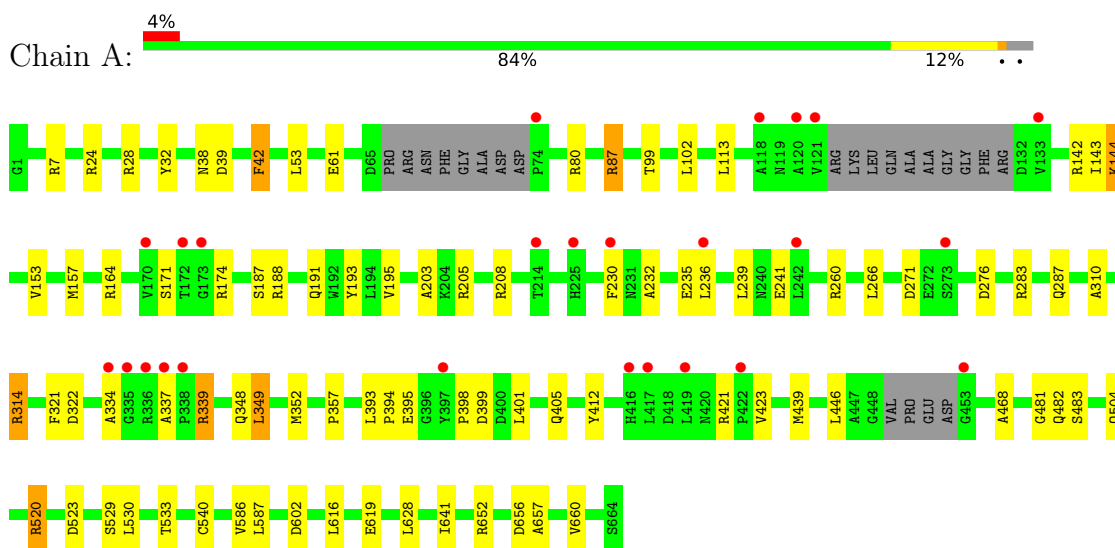 4%
Chain A:
84% 12% • •
G1 R7 R24 R28 Y32 N38 D39 F42 L53 E61 D65 PRO ARG ASN PHE GLY ALA ASP ASP P74 R80 R87 T99 L102 L113 A118 N119 A120 V121 ARG LYS LEU GLN ALA ALA GLY GLY PHE ARG D132 V133 R142 I143 K144
V153 M157 R164 V170 S171 T172 G173 R174 S187 R188 Q191 W192 Y193 L194 V195 A203 K204 R205 R208 T214 H225 F230 N231 A232 E235 L236 L239 N240 E241 L242 R260 L266 D271 E272 S273 D276 R283 Q287 A310
R314 F321 D322 A334 G335 R336 A337 P338 R339 Q348 L349 M352 P357 L393 P394 E395 G396 Y397 P398 D399 D400 L401 Q405 Y412 H416 L417 D418 L419 N420 R421 P422 V423 M439 L446 A447 G448 VAL PRO GLU ASP G453 A468 G481 Q482 S483 G504
R520 D523 S529 L530 T533 C540 V586 L587 D602 L616 E619 L628 I641 R652 D656 A657 V660 S664